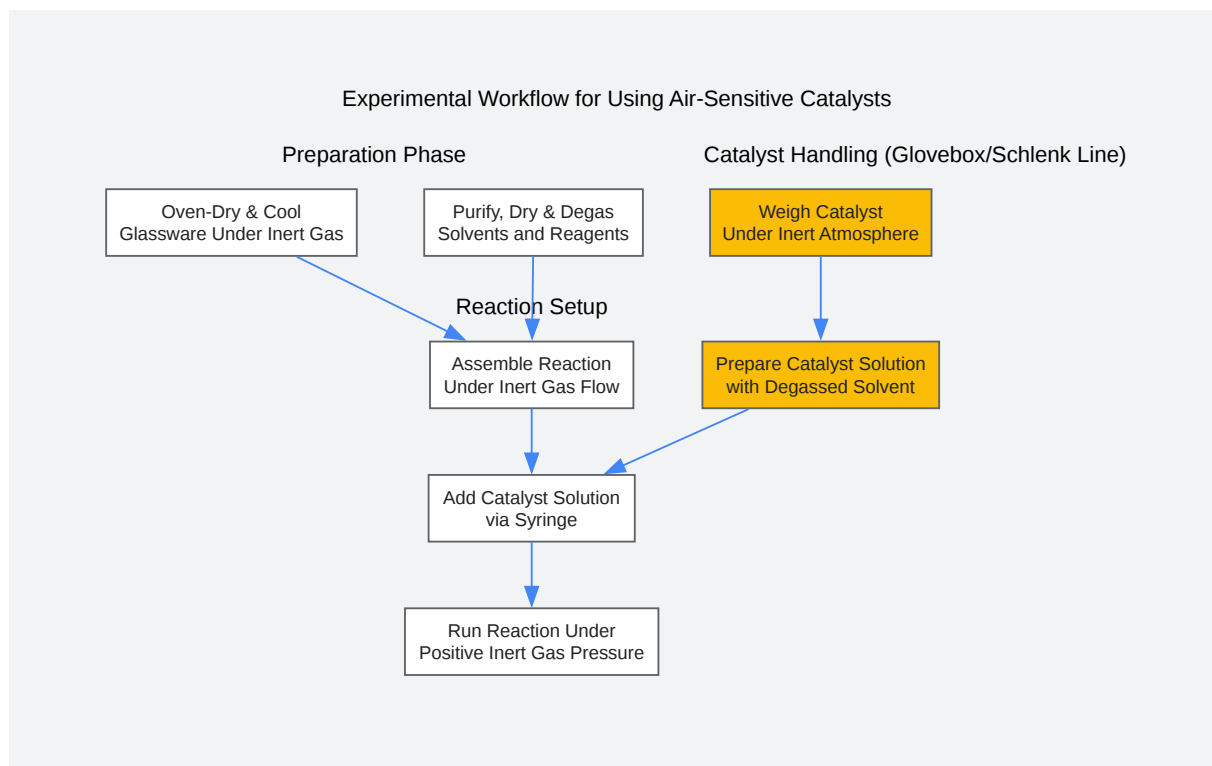 Experimental Workflow for Using Air-Sensitive Catalysts
Preparation Phase
Catalyst Handling (Glovebox/Schlenk Line)
Oven-Dry & Cool
Glassware Under Inert Gas
Purify, Dry & Degas
Solvents and Reagents
Weigh Catalyst
Under Inert Atmosphere
Reaction Setup
Assemble Reaction
Under Inert Gas Flow
Prepare Catalyst Solution
with Degassed Solvent
Add Catalyst Solution
via Syringe
Run Reaction Under
Positive Inert Gas Pressure